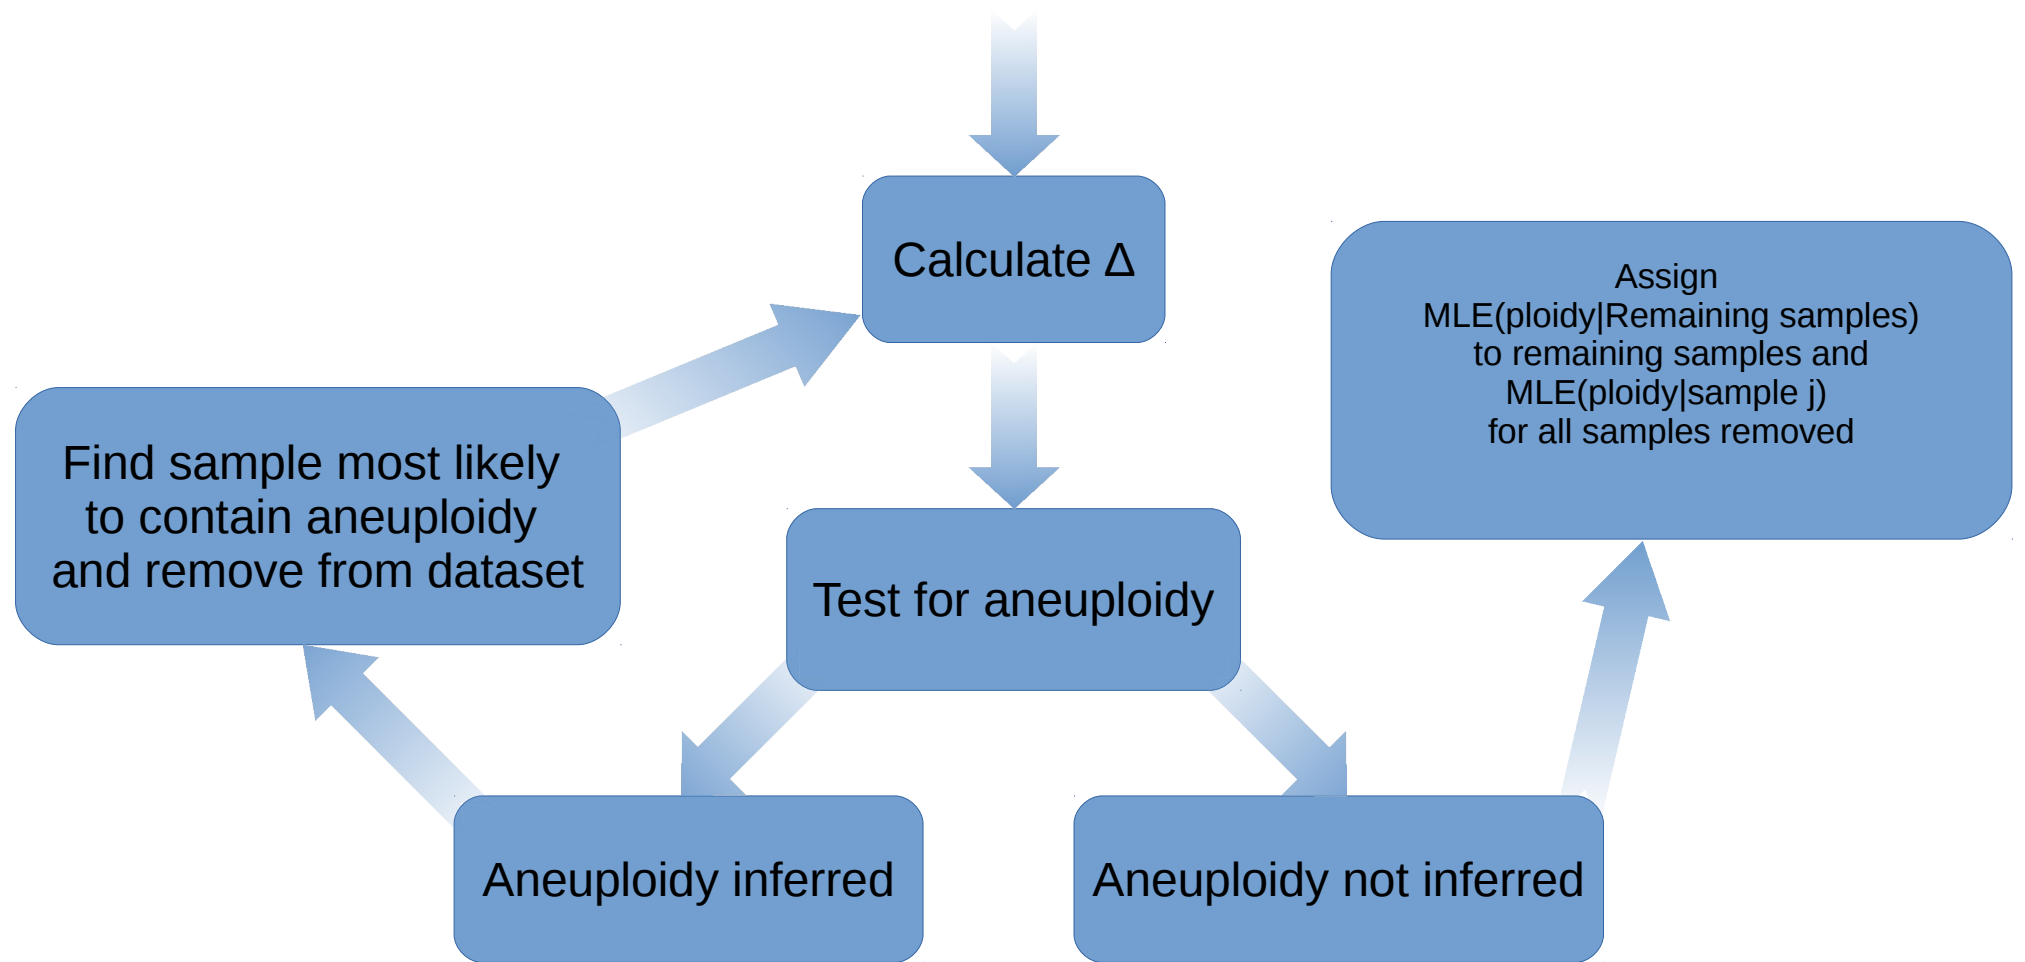 Calculate Δ
Assign
MLE(ploidy|Remaining samples)
to remaining samples and
MLE(ploidy|sample j)
for all samples removed
Find sample most likely
to contain aneuploidy
and remove from dataset
Test for aneuploidy
Aneuploidy inferred
Aneuploidy not inferred